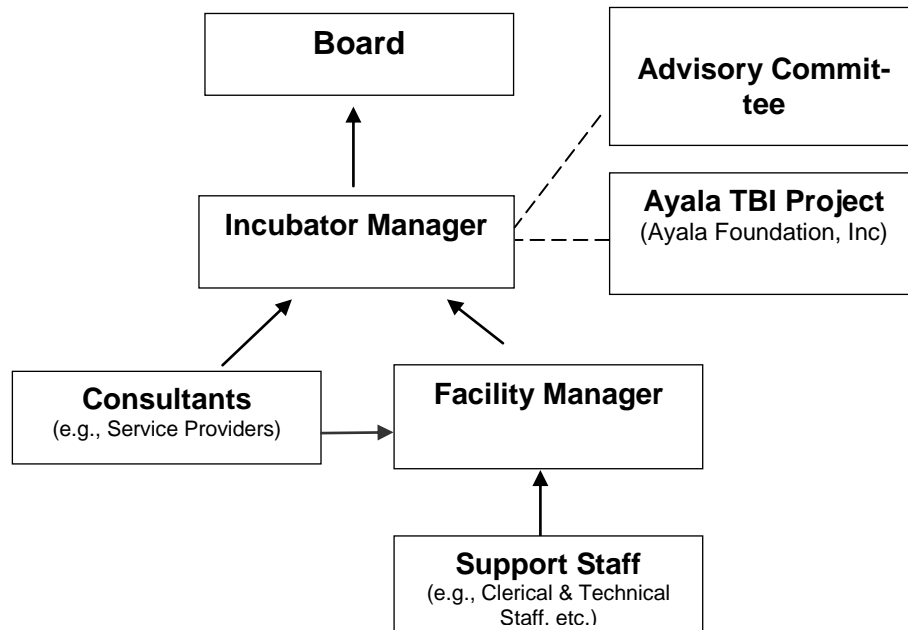 Board
Advisory Commit-
tee
Incubator Manager
Ayala TBI Project
(Ayala Foundation, Inc)
Consultants
(e.g., Service Providers)
Facility Manager
Support Staff
(e.g., Clerical & Technical
Staff, etc.)